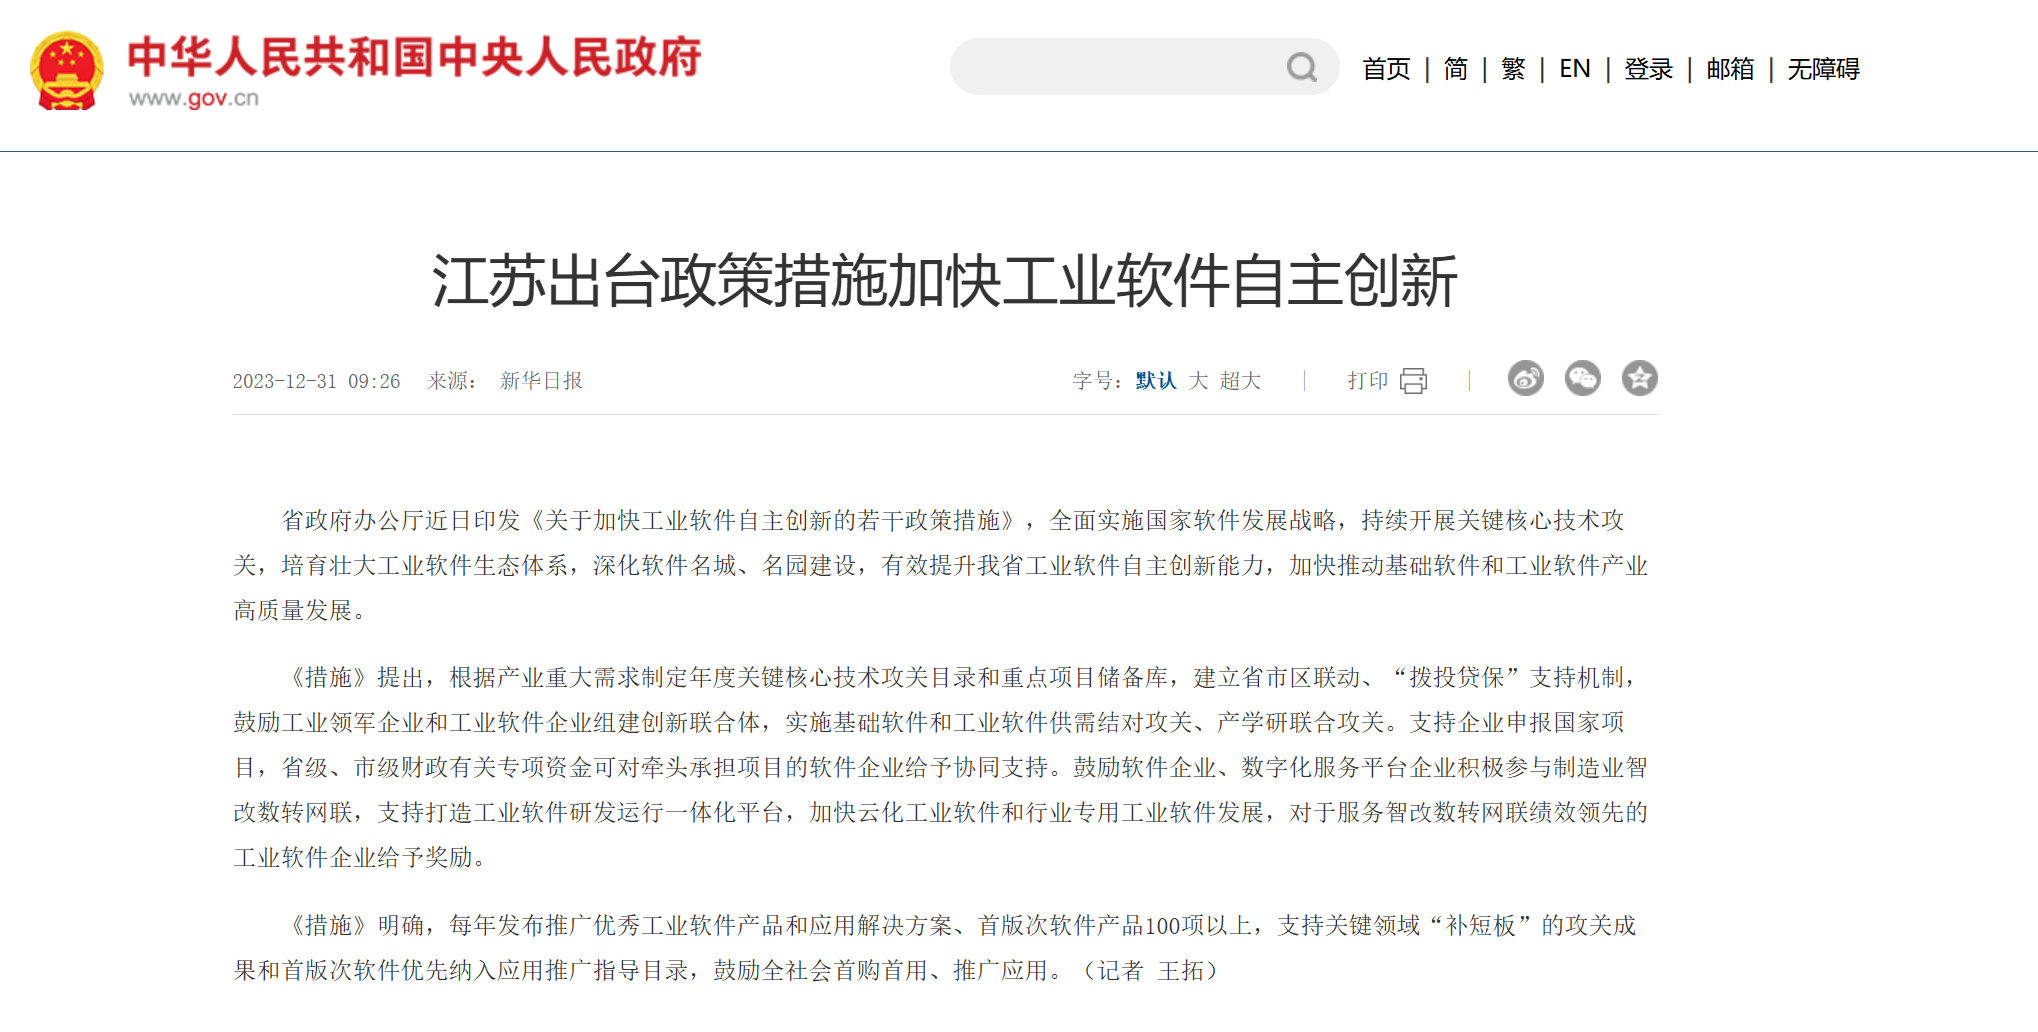 中华人民共和国中央人民政府
www.gov.cn
首页 | 简 | 繁 | EN | 登录 | 邮箱 | 无障碍
江苏出台政策措施加快工业软件自主创新
2023-12-31 09:26 来源： 新华日报
字号：默认 大 超大 | 打印 |
省政府办公厅近日印发《关于加快工业软件自主创新的若干政策措施》，全面实施国家软件发展战略，持续开展关键核心技术攻
关，培育壮大工业软件生态体系，深化软件名城、名园建设，有效提升我省工业软件自主创新能力，加快推动基础软件和工业软件产业
高质量发展。
《措施》提出，根据产业重大需求制定年度关键核心技术攻关目录和重点项目储备库，建立省市区联动、“拨投贷保”支持机制，
鼓励工业领军企业和工业软件企业组建创新联合体，实施基础软件和工业软件供需结对攻关、产学研联合攻关。支持企业申报国家项
目，省级、市级财政有关专项资金可对牵头承担项目的软件企业给予协同支持。鼓励软件企业、数字化服务平台企业积极参与制造业智
改数转网联，支持打造工业软件研发运行一体化平台，加快云化工业软件和行业专用工业软件发展，对于服务智改数转网联绩效领先的
工业软件企业给予奖励。
《措施》明确，每年发布推广优秀工业软件产品和应用解决方案、首版次软件产品100项以上，支持关键领域“补短板”的攻关成
果和首版次软件优先纳入应用推广指导目录，鼓励全社会首购首用、推广应用。（记者 王拓）